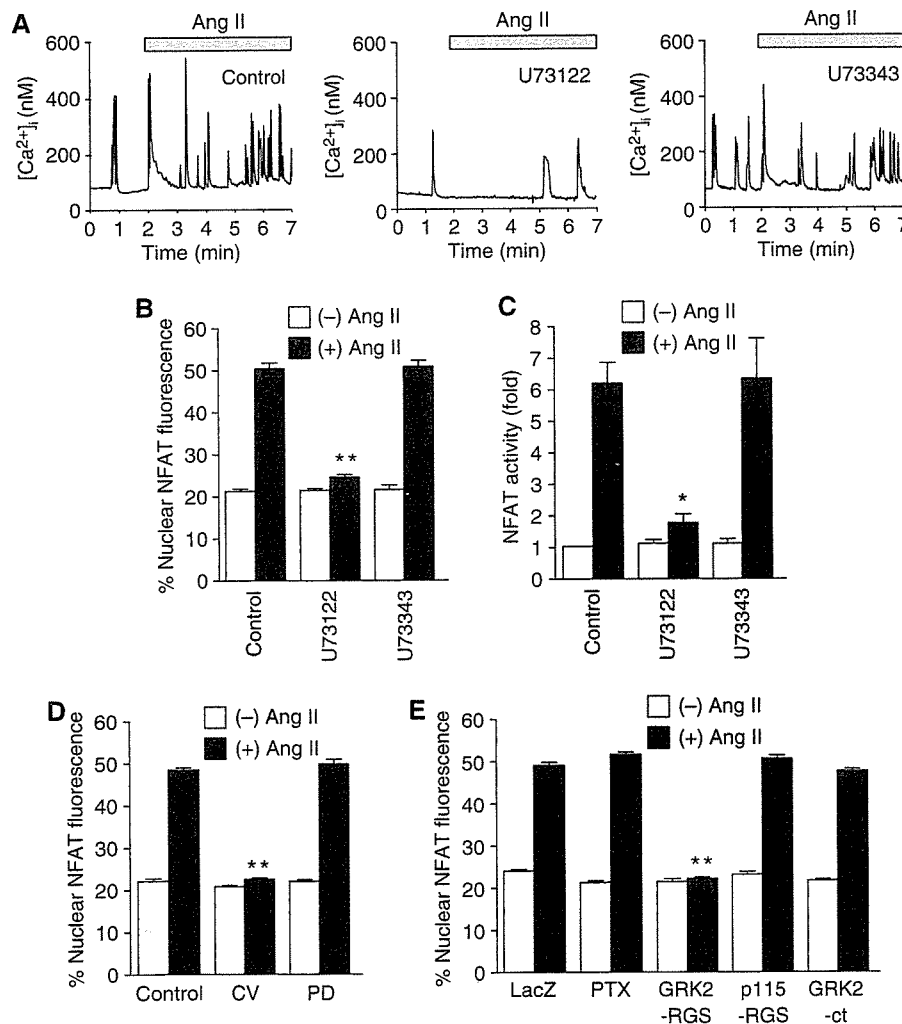 A
Ang II
Control
[Ca²⁺]ᵢ (nM)
600
400
200
0
0 1 2 3 4 5 6 7
Time (min)
Ang II
U73122
[Ca²⁺]ᵢ (nM)
600
400
200
0
0 1 2 3 4 5 6 7
Time (min)
Ang II
U73343
[Ca²⁺]ᵢ (nM)
600
400
200
0
0 1 2 3 4 5 6 7
Time (min)
B
(–) Ang II
(+) Ang II
% Nuclear NFAT fluorescence
60
50
40
30
20
10
0
**
Control
U73122
U73343
C
(–) Ang II
(+) Ang II
NFAT activity (fold)
8
7
6
5
4
3
2
1
0
*
Control
U73122
U73343
D
(–) Ang II
(+) Ang II
% Nuclear NFAT fluorescence
60
50
40
30
20
10
0
**
Control CV PD
E
(–) Ang II
(+) Ang II
% Nuclear NFAT fluorescence
60
50
40
30
20
10
0
**
LacZ PTX GRK2 p115 GRK2
-RGS -RGS -ct